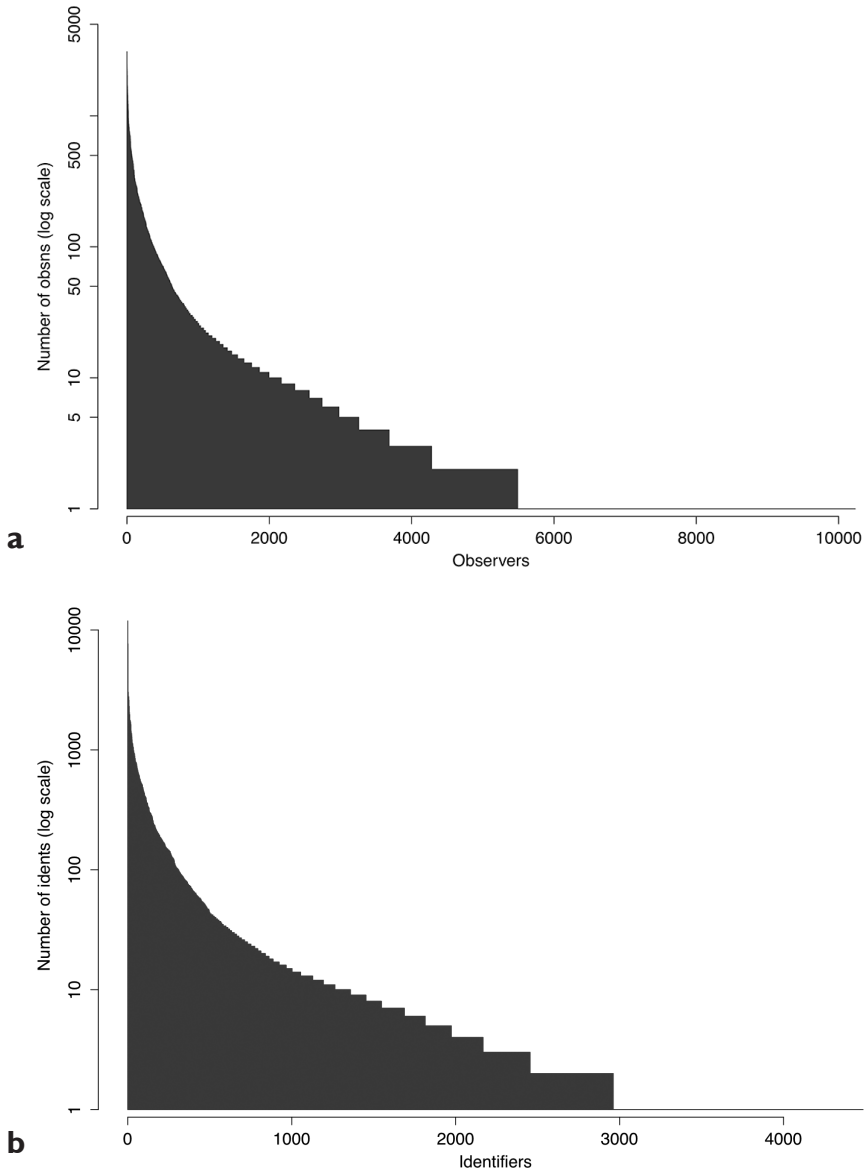 5000
500
100
50
10
5
1
Number of obsns (log scale)
0 2000 4000 6000 8000 10000
Observers
a
10000
1000
100
10
1
Number of idents (log scale)
0 1000 2000 3000 4000
Identifiers
b